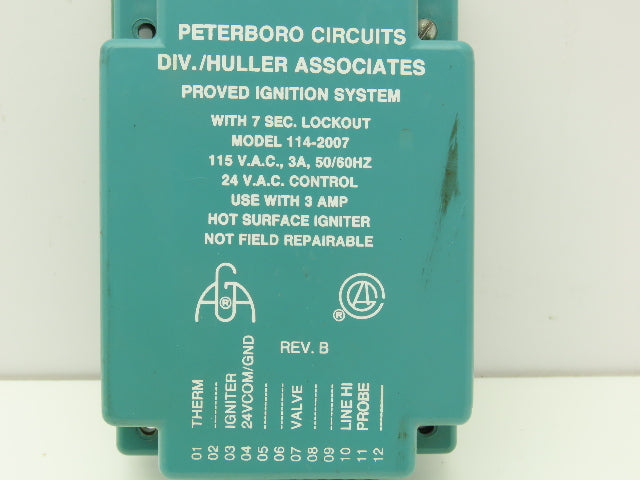 PETERBORO CIRCUITS
DIV./HULLER ASSOCIATES
PROVED IGNITION SYSTEM
WITH 7 SEC. LOCKOUT
MODEL 114-2007
115 V.A.C., 3A, 50/60HZ
24 V.A.C. CONTROL
USE WITH 3 AMP
HOT SURFACE IGNITER
NOT FIELD REPAIRABLE
AGA ®
®
REV. B
01 THERM
02
03 IGNITER
04 24VCOM/GND
05
06
07 VALVE
08
09
10 LINE HI
11 PROBE
12